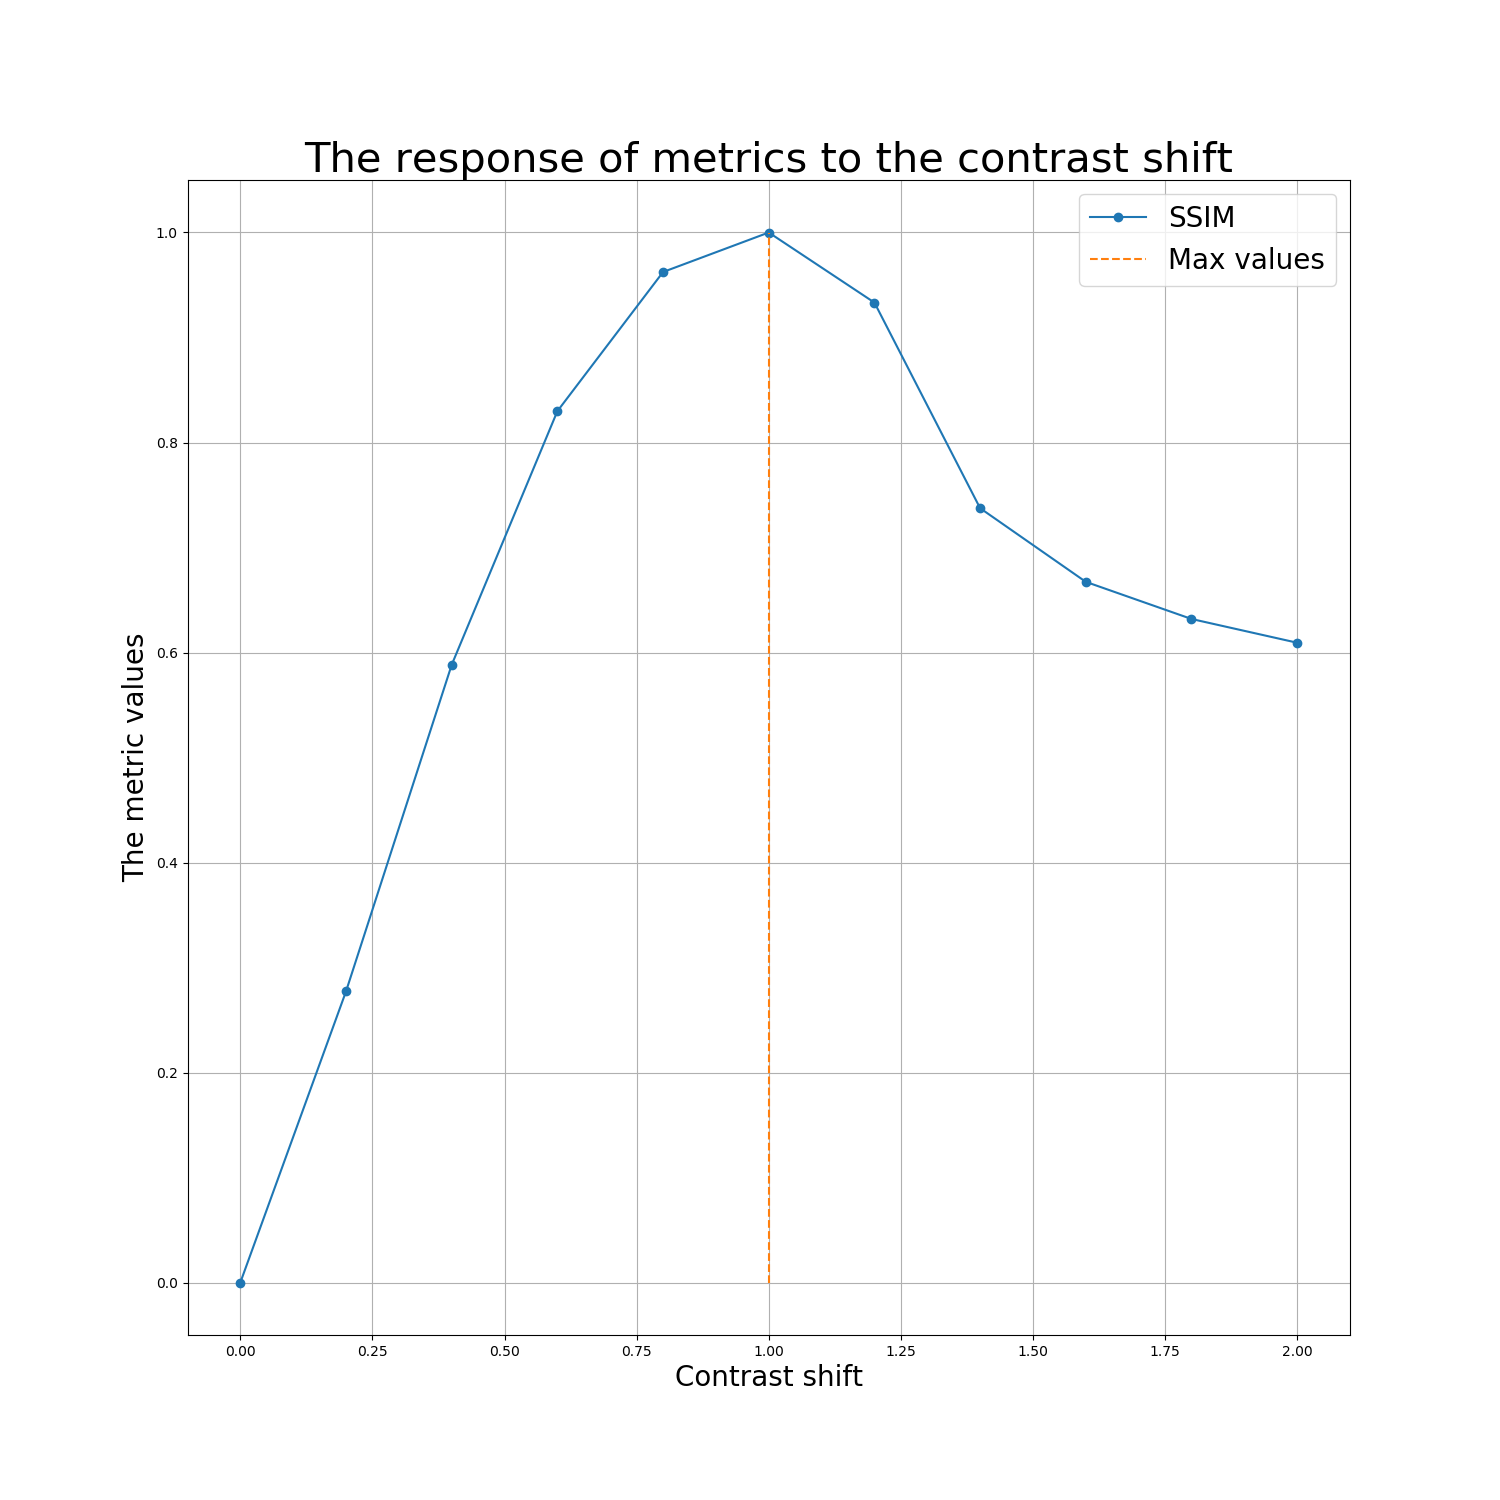 The response of metrics to the contrast shift
SSIM
Max values
1.0
0.8
0.6
0.4
0.2
0.0
The metric values
0.00 0.25 0.50 0.75 1.00 1.25 1.50 1.75 2.00
Contrast shift